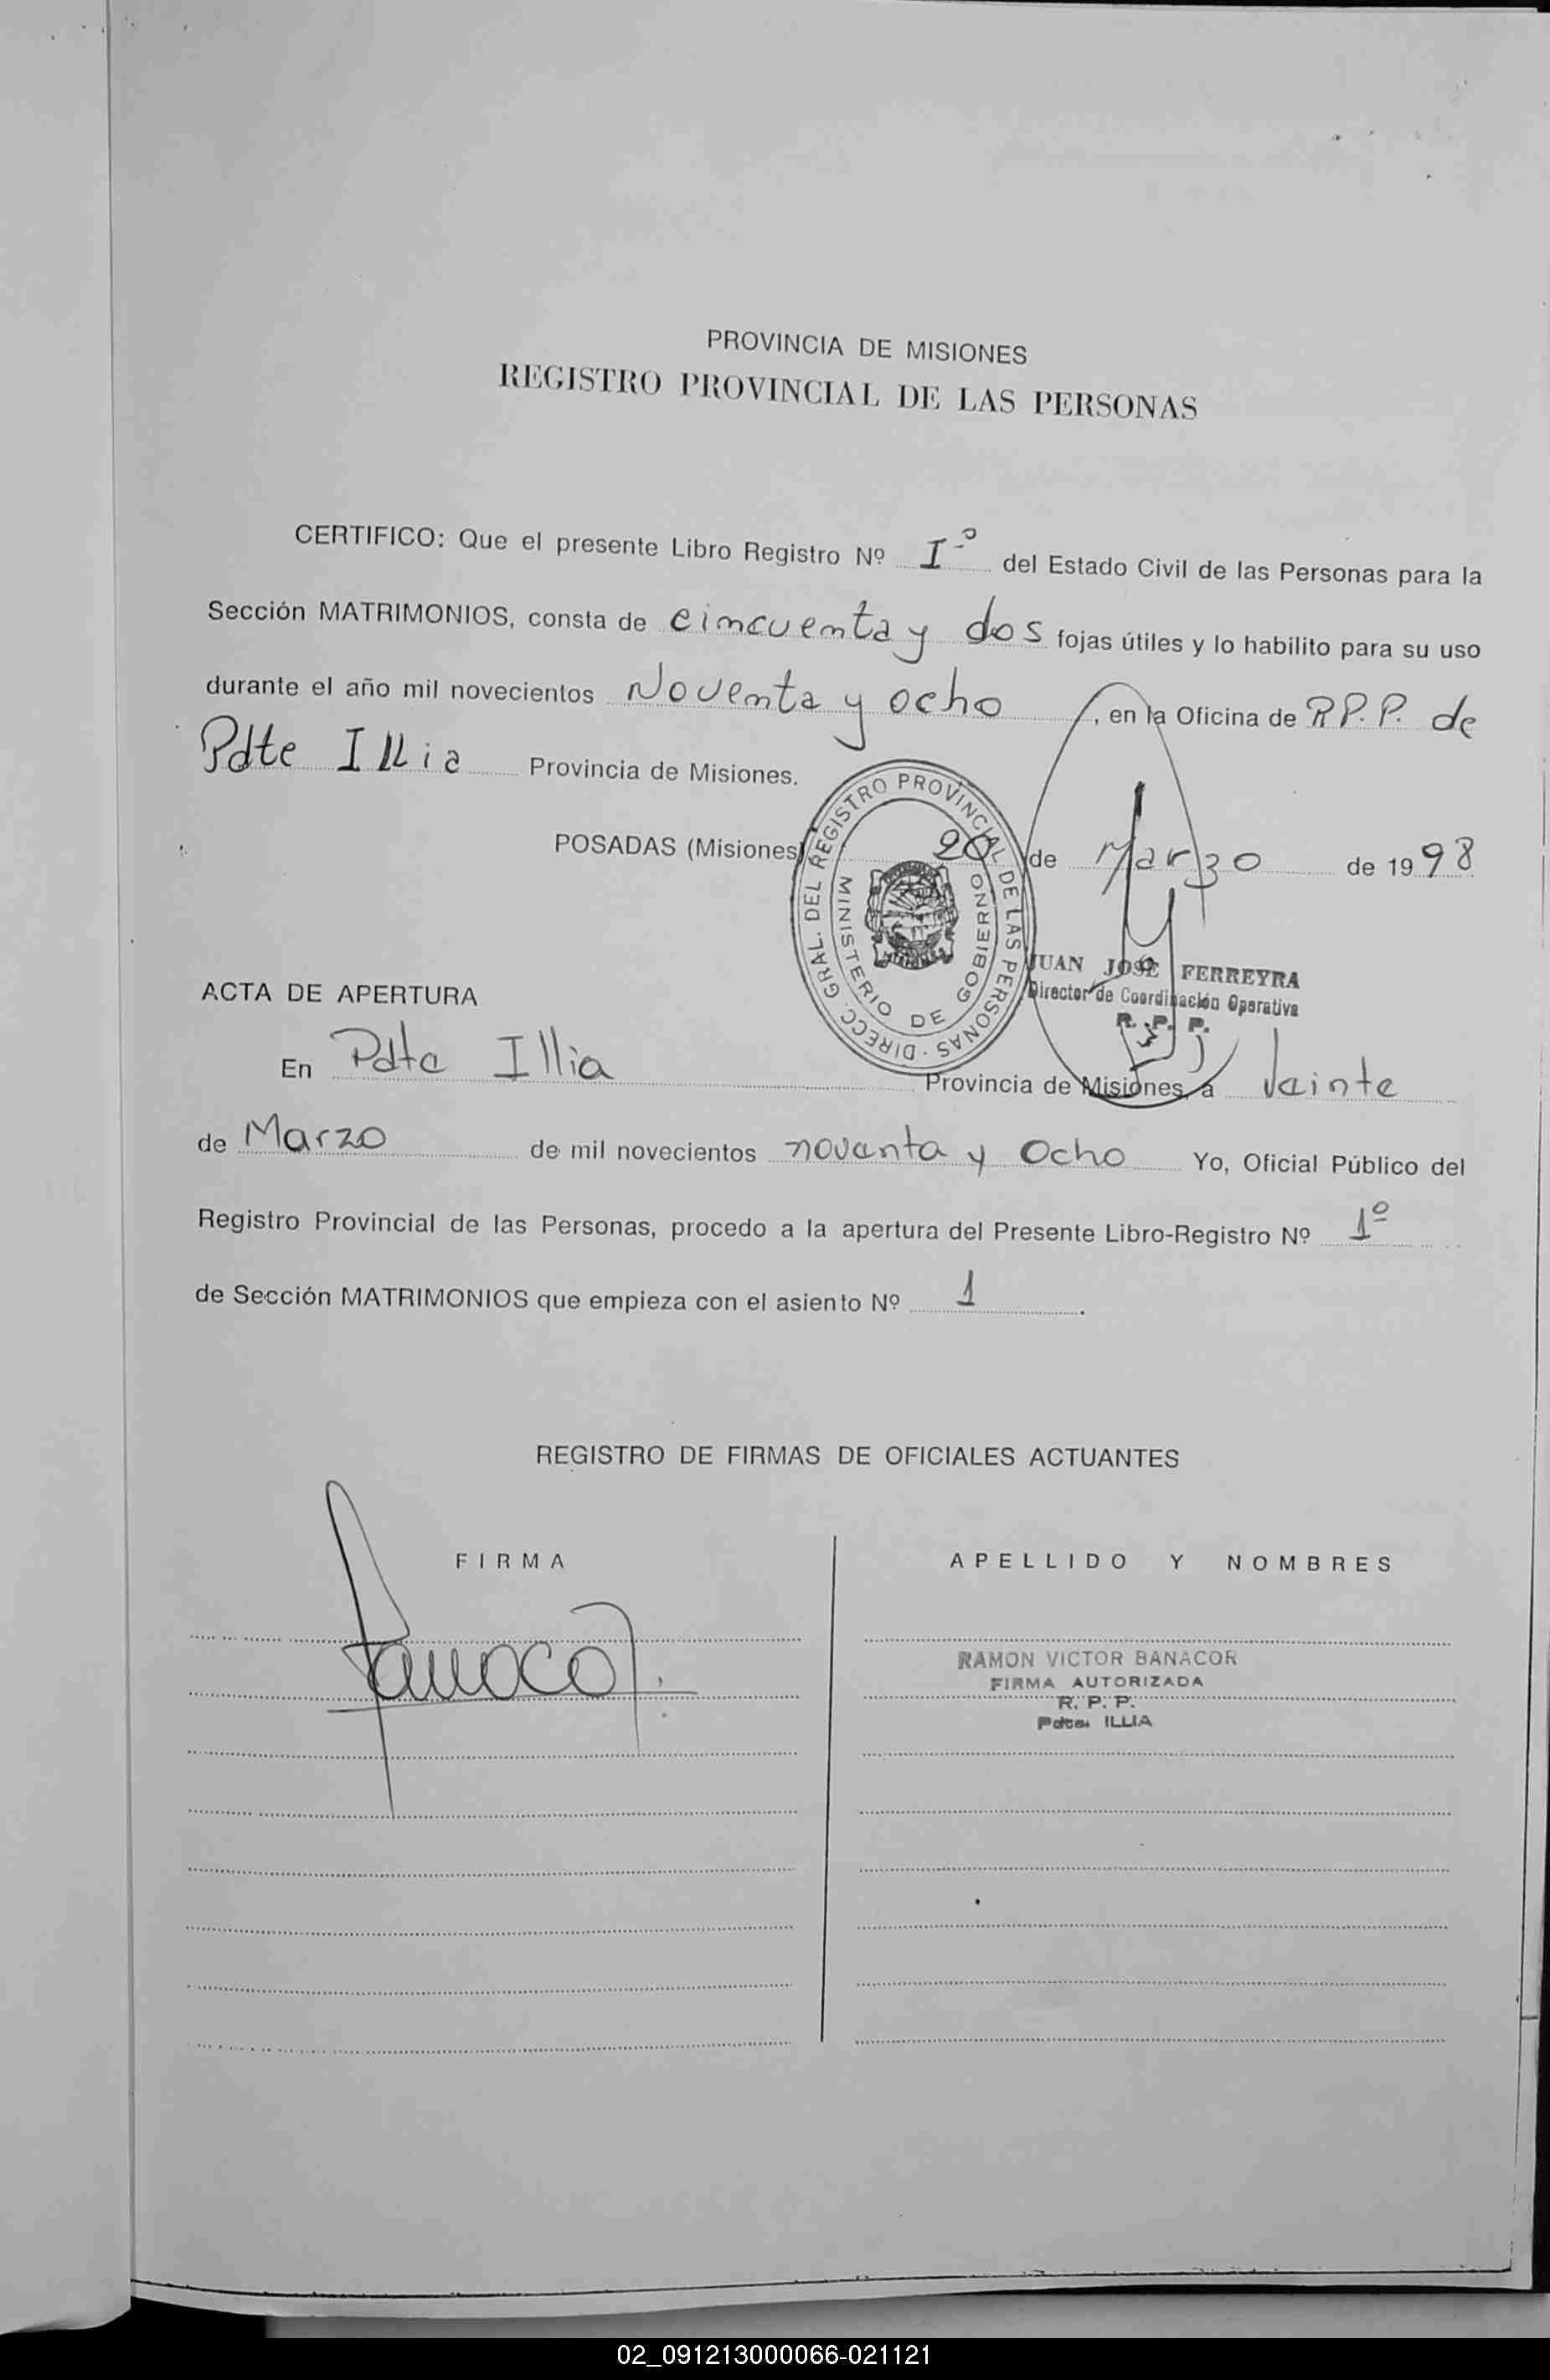 PROVINCIA DE MISIONES
REGISTRO PROVINCIAL DE LAS PERSONAS
CERTIFICO: Que el presente Libro Registro Nº I-º del Estado Civil de las Personas para la
Sección MATRIMONIOS, consta de cincuenta y dos fojas útiles y lo habilito para su uso
durante el año mil novecientos Noventa y ocho, en la Oficina de R.P.P. de
Pdte Illia Provincia de Misiones.
POSADAS (Misiones) 20 de Marzo de 1998
DIRECC. GRAL. DEL REGISTRO PROVINCIAL DE LAS PERSONAS
MINISTERIO DE GOBIERNO
JUAN JOSE FERREYRA
Director de Coordinación Operativa
R. P. P.
ACTA DE APERTURA
En Pdte Illia Provincia de Misiones, a Veinte
de Marzo de mil novecientos noventa y Ocho Yo, Oficial Público del
Registro Provincial de las Personas, procedo a la apertura del Presente Libro-Registro Nº 1º
de Sección MATRIMONIOS que empieza con el asiento Nº 1.
REGISTRO DE FIRMAS DE OFICIALES ACTUANTES
FIRMA APELLIDO Y NOMBRES
RAMON VICTOR BANACOR
FIRMA AUTORIZADA
R. P. P.
Pdte. ILLIA
02_091213000066-021121